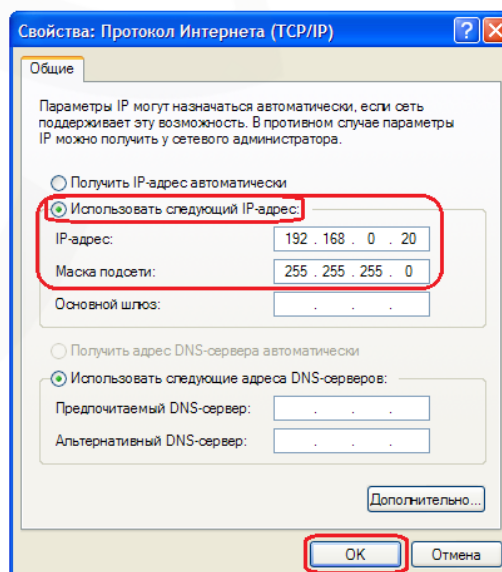 Свойства: Протокол Интернета (TCP/IP)
Общие
Параметры IP могут назначаться автоматически, если сеть
поддерживает эту возможность. В противном случае параметры
IP можно получить у сетевого администратора.
Получить IP-адрес автоматически
Использовать следующий IP-адрес:
IP-адрес: 192 . 168 . 0 . 20
Маска подсети: 255 . 255 . 255 . 0
Основной шлюз: . . .
Получить адрес DNS-сервера автоматически
Использовать следующие адреса DNS-серверов:
Предпочитаемый DNS-сервер: . . .
Альтернативный DNS-сервер: . . .
Дополнительно...
OK Отмена